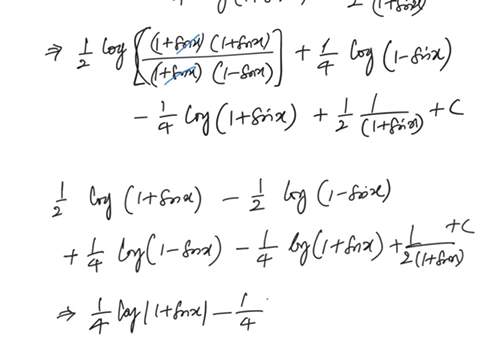 ⇒ 1/2 log [ (1+sinx) (1+sinx) / (1+sinx) (1-sinx) ] + 1/4 log (1-sinx)
- 1/4 log (1+sinx) + 1/2 1/(1+sinx) + C
1/2 log (1+sinx) - 1/2 log (1-sinx)
+ 1/4 log (1-sinx) - 1/4 log (1+sinx) + 1/2(1+sinx) + C
⇒ 1/4 log |1+sinx| - 1/4